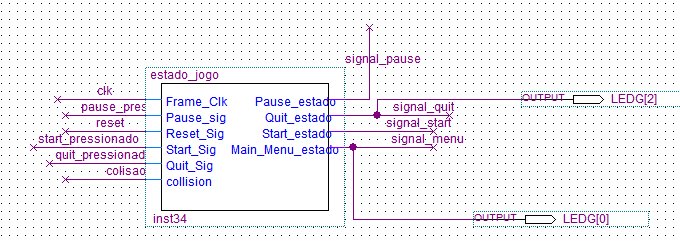 signal_pause
estado_jogo
clk
Frame_Clk
Pause_estado
pause_pres
Pause_sig
Quit_estado
signal_quit
OUTPUT
LEDG[2]
reset
Reset_Sig
Start_estado
signal_start
start_pressionado
Start_Sig
Main_Menu_estado
signal_menu
quit_pressionad
Quit_Sig
colisao
collision
inst34
OUTPUT
LEDG[0]